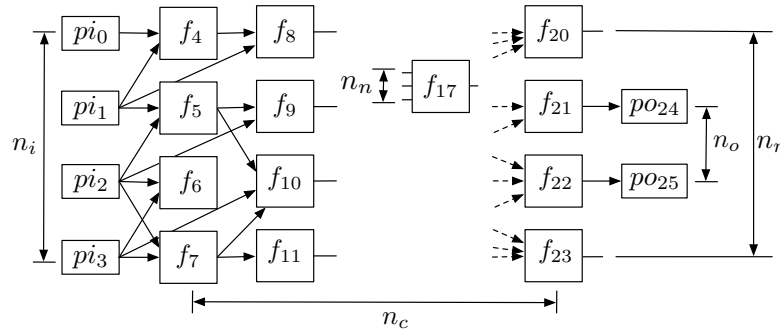 pi₀ f₄ f₈ f₂₀
nₙ f₁₇
pi₁ f₅ f₉ f₂₁ po₂₄
nᵢ nₒ nᵣ
pi₂ f₆ f₁₀ f₂₂ po₂₅
pi₃ f₇ f₁₁ f₂₃
n_c